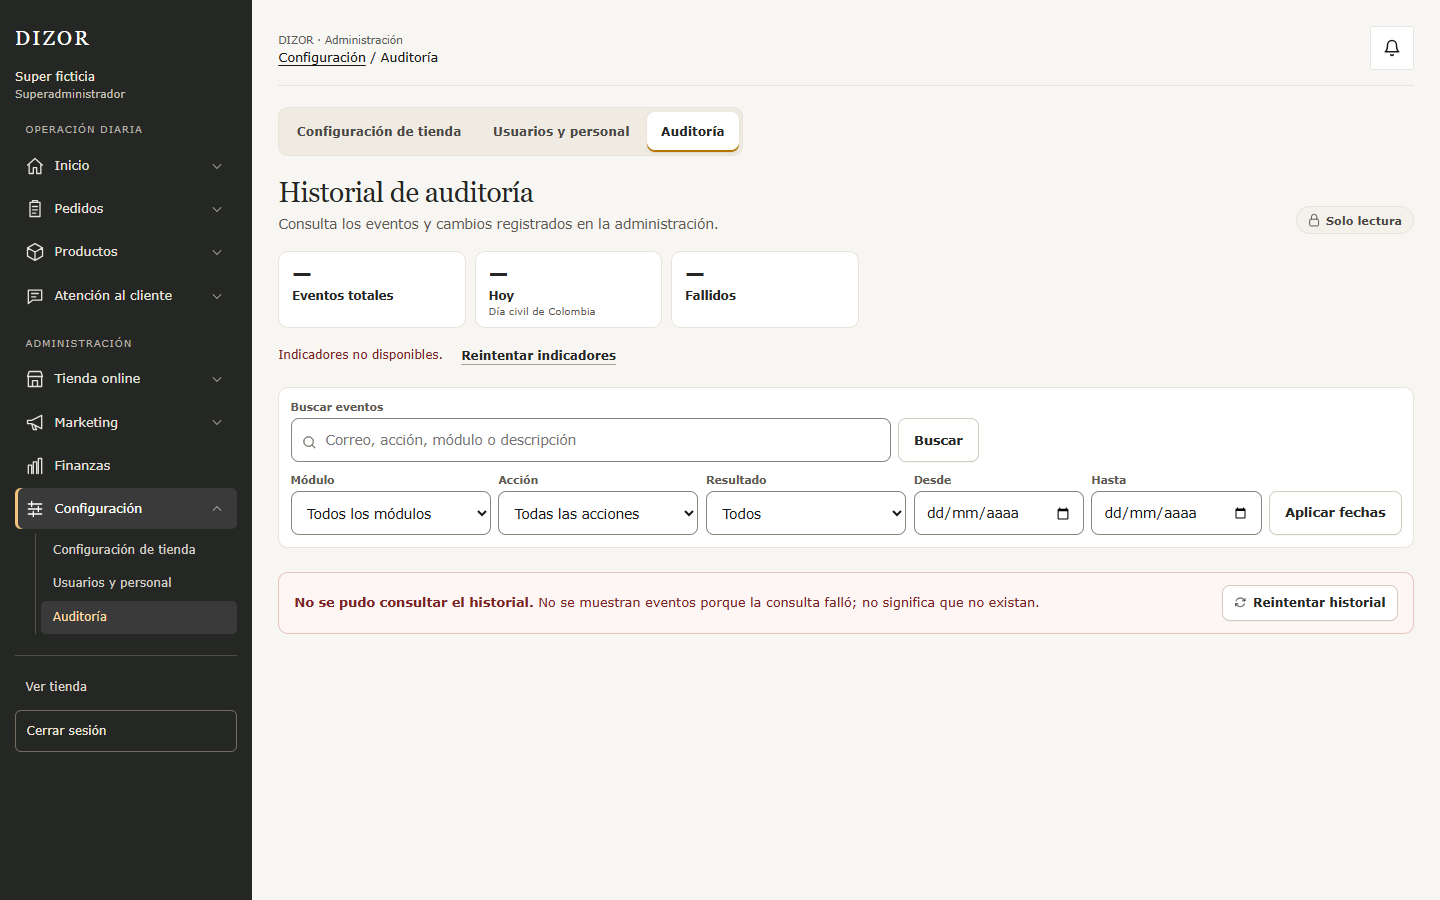 DIZOR
Super ficticia
Superadministrador
OPERACIÓN DIARIA
Inicio
Pedidos
Productos
Atención al cliente
ADMINISTRACIÓN
Tienda online
Marketing
Finanzas
Configuración
Configuración de tienda
Usuarios y personal
Auditoría
Ver tienda
Cerrar sesión
DIZOR · Administración
Configuración / Auditoría
Configuración de tienda Usuarios y personal Auditoría
Historial de auditoría
Consulta los eventos y cambios registrados en la administración.
Solo lectura
— — —
Eventos totales Hoy Fallidos
Día civil de Colombia
Indicadores no disponibles. Reintentar indicadores
Buscar eventos
Correo, acción, módulo o descripción Buscar
Módulo Acción Resultado Desde Hasta
Todos los módulos Todas las acciones Todos dd/mm/aaaa dd/mm/aaaa Aplicar fechas
No se pudo consultar el historial. No se muestran eventos porque la consulta falló; no significa que no existan. Reintentar historial